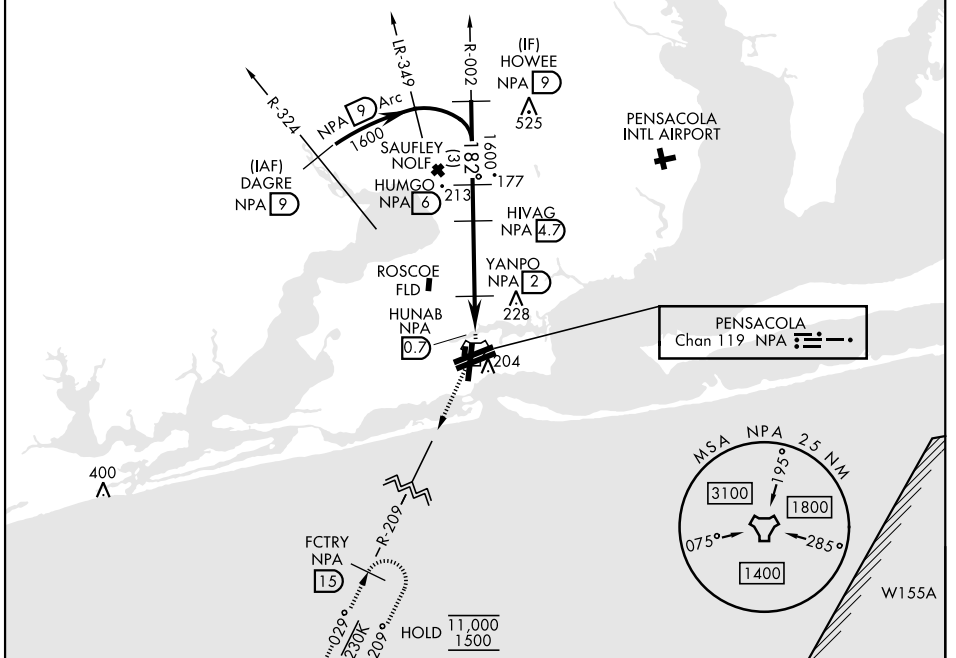 R-324
LR-349
R-002
(IF)
HOWEE
NPA 9
525
NPA 9 Arc
1600
(IAF)
DAGRE
NPA 9
SAUFLEY
NOLF
(3)
182°
1600
177
213
HUMGO
NPA 6
HIVAG
NPA 4.7
PENSACOLA
INTL AIRPORT
ROSCOE
FLD
YANPO
NPA 2
228
HUNAB
NPA
0.7
204
PENSACOLA
Chan 119 NPA
400
R-209
FCTRY
NPA
15
029°
230K
209°
HOLD 11,000
1500
MSA NPA 25 NM
195°
3100
1800
075°
285°
1400
W155A